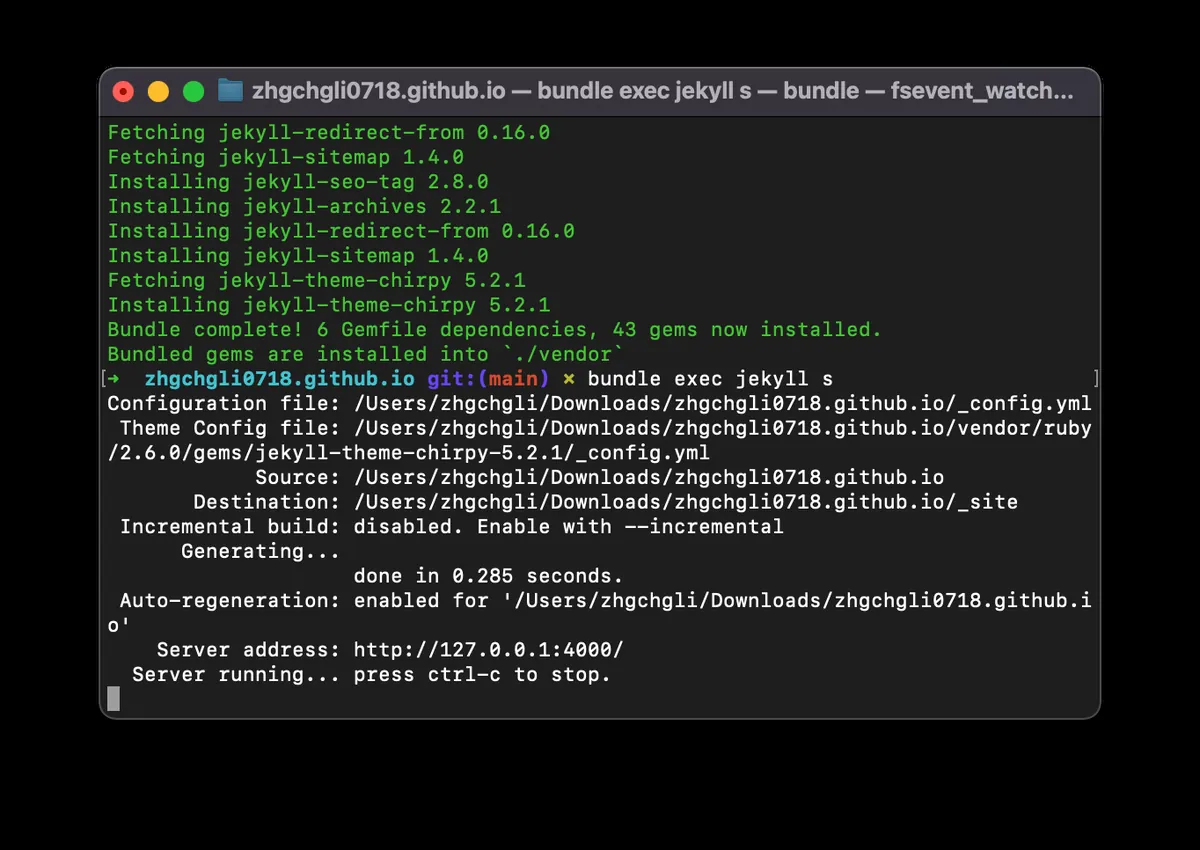 zhgchgli0718.github.io — bundle exec jekyll s — bundle — fsevent_watch...
Fetching jekyll-redirect-from 0.16.0
Fetching jekyll-sitemap 1.4.0
Installing jekyll-seo-tag 2.8.0
Installing jekyll-archives 2.2.1
Installing jekyll-redirect-from 0.16.0
Installing jekyll-sitemap 1.4.0
Fetching jekyll-theme-chirpy 5.2.1
Installing jekyll-theme-chirpy 5.2.1
Bundle complete! 6 Gemfile dependencies, 43 gems now installed.
Bundled gems are installed into `./vendor`
[➜  zhgchgli0718.github.io git:(main) ✗ bundle exec jekyll s ]
Configuration file: /Users/zhgchgli/Downloads/zhgchgli0718.github.io/_config.yml
Theme Config file: /Users/zhgchgli/Downloads/zhgchgli0718.github.io/vendor/ruby
/2.6.0/gems/jekyll-theme-chirpy-5.2.1/_config.yml
Source: /Users/zhgchgli/Downloads/zhgchgli0718.github.io
Destination: /Users/zhgchgli/Downloads/zhgchgli0718.github.io/_site
Incremental build: disabled. Enable with --incremental
Generating...
done in 0.285 seconds.
Auto-regeneration: enabled for '/Users/zhgchgli/Downloads/zhgchgli0718.github.i
o'
Server address: http://127.0.0.1:4000/
Server running... press ctrl-c to stop.